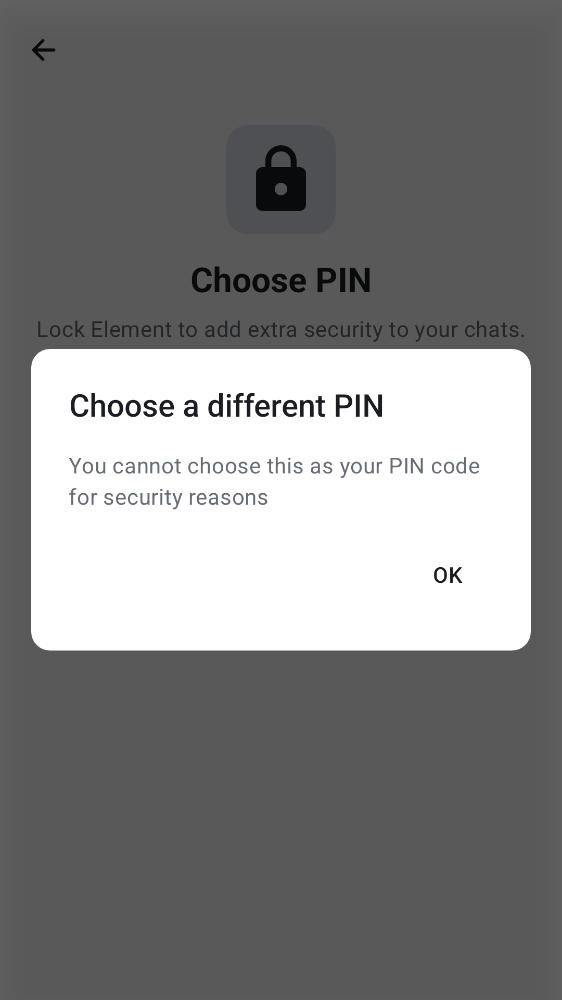 Choose PIN
Lock Element to add extra security to your chats.
Choose a different PIN
You cannot choose this as your PIN code
for security reasons
OK